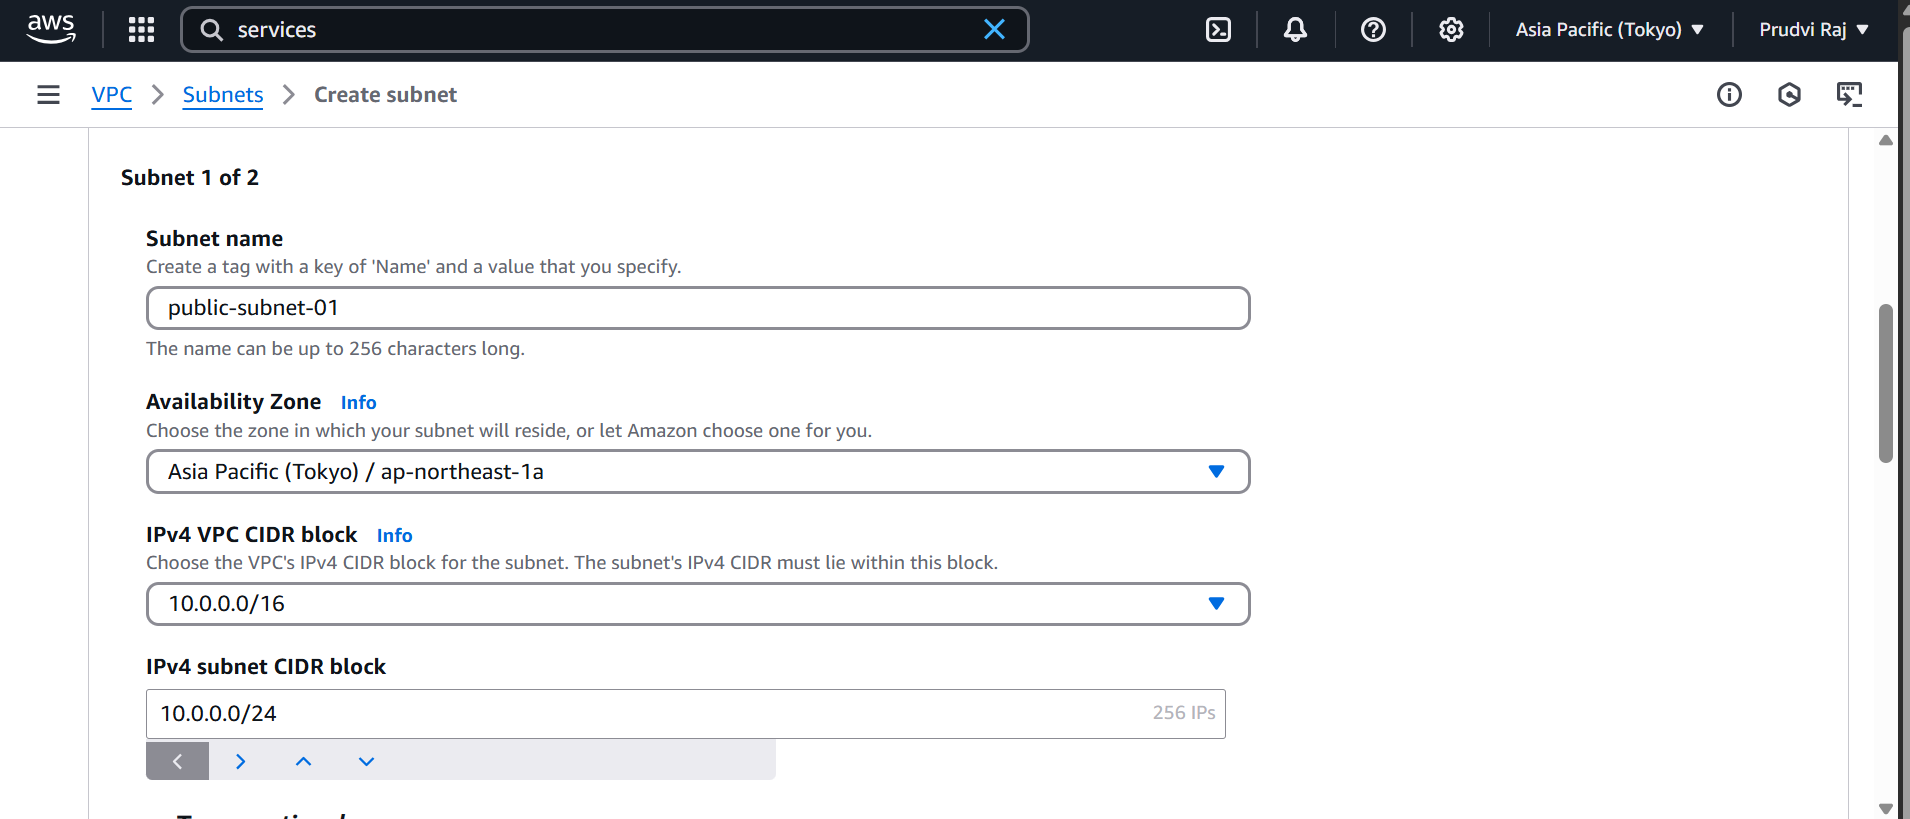 aws
services
Asia Pacific (Tokyo)
Prudvi Raj
VPC
Subnets
Create subnet
Subnet 1 of 2
Subnet name
Create a tag with a key of 'Name' and a value that you specify.
public-subnet-01
The name can be up to 256 characters long.
Availability Zone Info
Choose the zone in which your subnet will reside, or let Amazon choose one for you.
Asia Pacific (Tokyo) / ap-northeast-1a
IPv4 VPC CIDR block Info
Choose the VPC's IPv4 CIDR block for the subnet. The subnet's IPv4 CIDR must lie within this block.
10.0.0.0/16
IPv4 subnet CIDR block
10.0.0.0/24 256 IPs